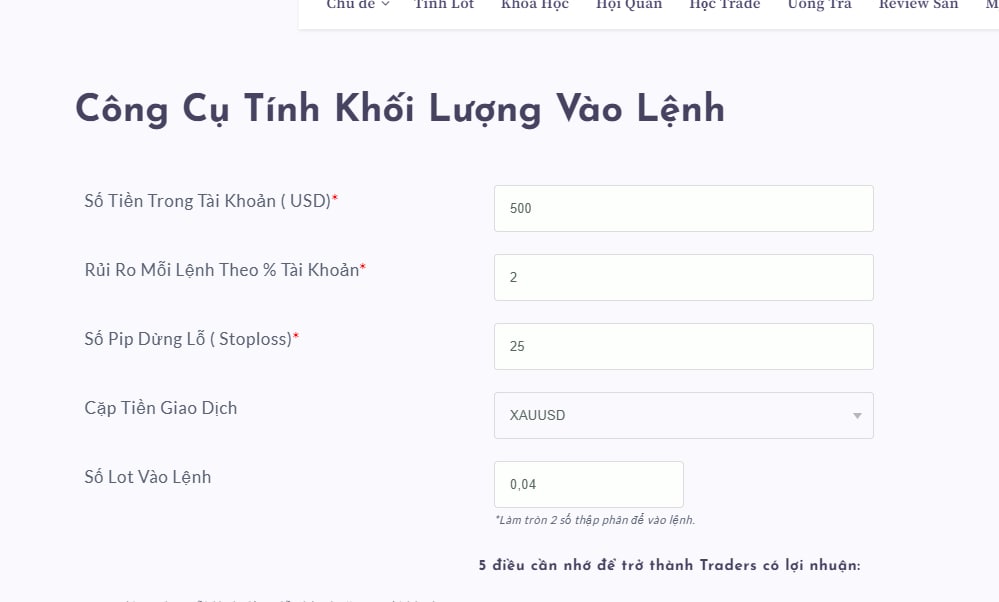 Chủ đề Tính Lot Khóa Học Hội Quán Học Trade Uống Trà Review Sàn M
Công Cụ Tính Khối Lượng Vào Lệnh
Số Tiền Trong Tài Khoản ( USD)*
500
Rủi Ro Mỗi Lệnh Theo % Tài Khoản*
2
Số Pip Dừng Lỗ ( Stoploss)*
25
Cặp Tiền Giao Dịch
XAUUSD
Số Lot Vào Lệnh
0,04
*Làm tròn 2 số thập phân để vào lệnh.
5 điều cần nhớ để trở thành Traders có lợi nhuận: